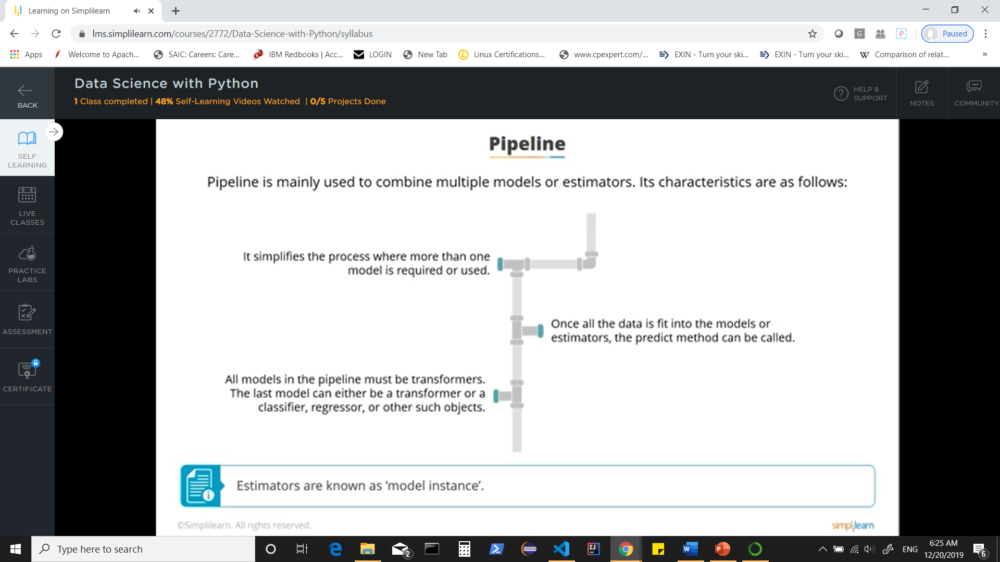 Learning on Simplilearn
lms.simplilearn.com/courses/2772/Data-Science-with-Python/syllabus
G
Paused
Apps
Welcome to Apach...
SAIC: Careers: Care...
IBM Redbooks | Acc...
LOGIN
New Tab
Linux Certifications...
www.cpexpert.com/...
EXIN - Turn your ski...
EXIN - Turn your ski...
W
Comparison of relat...
»
BACK
Data Science with Python
1 Class completed | 48% Self-Learning Videos Watched | 0/5 Projects Done
HELP &
SUPPORT
NOTES
COMMUNITY
SELF
LEARNING
LIVE
CLASSES
PRACTICE
LABS
ASSESSMENT
CERTIFICATE
Pipeline
Pipeline is mainly used to combine multiple models or estimators. Its characteristics are as follows:
It simplifies the process where more than one
model is required or used.
Once all the data is fit into the models or
estimators, the predict method can be called.
All models in the pipeline must be transformers.
The last model can either be a transformer or a
classifier, regressor, or other such objects.
Estimators are known as ‘model instance’.
©Simplilearn. All rights reserved.
simplilearn
Type here to search
2
IJ
W
P
ENG
6:25 AM
12/20/2019
6